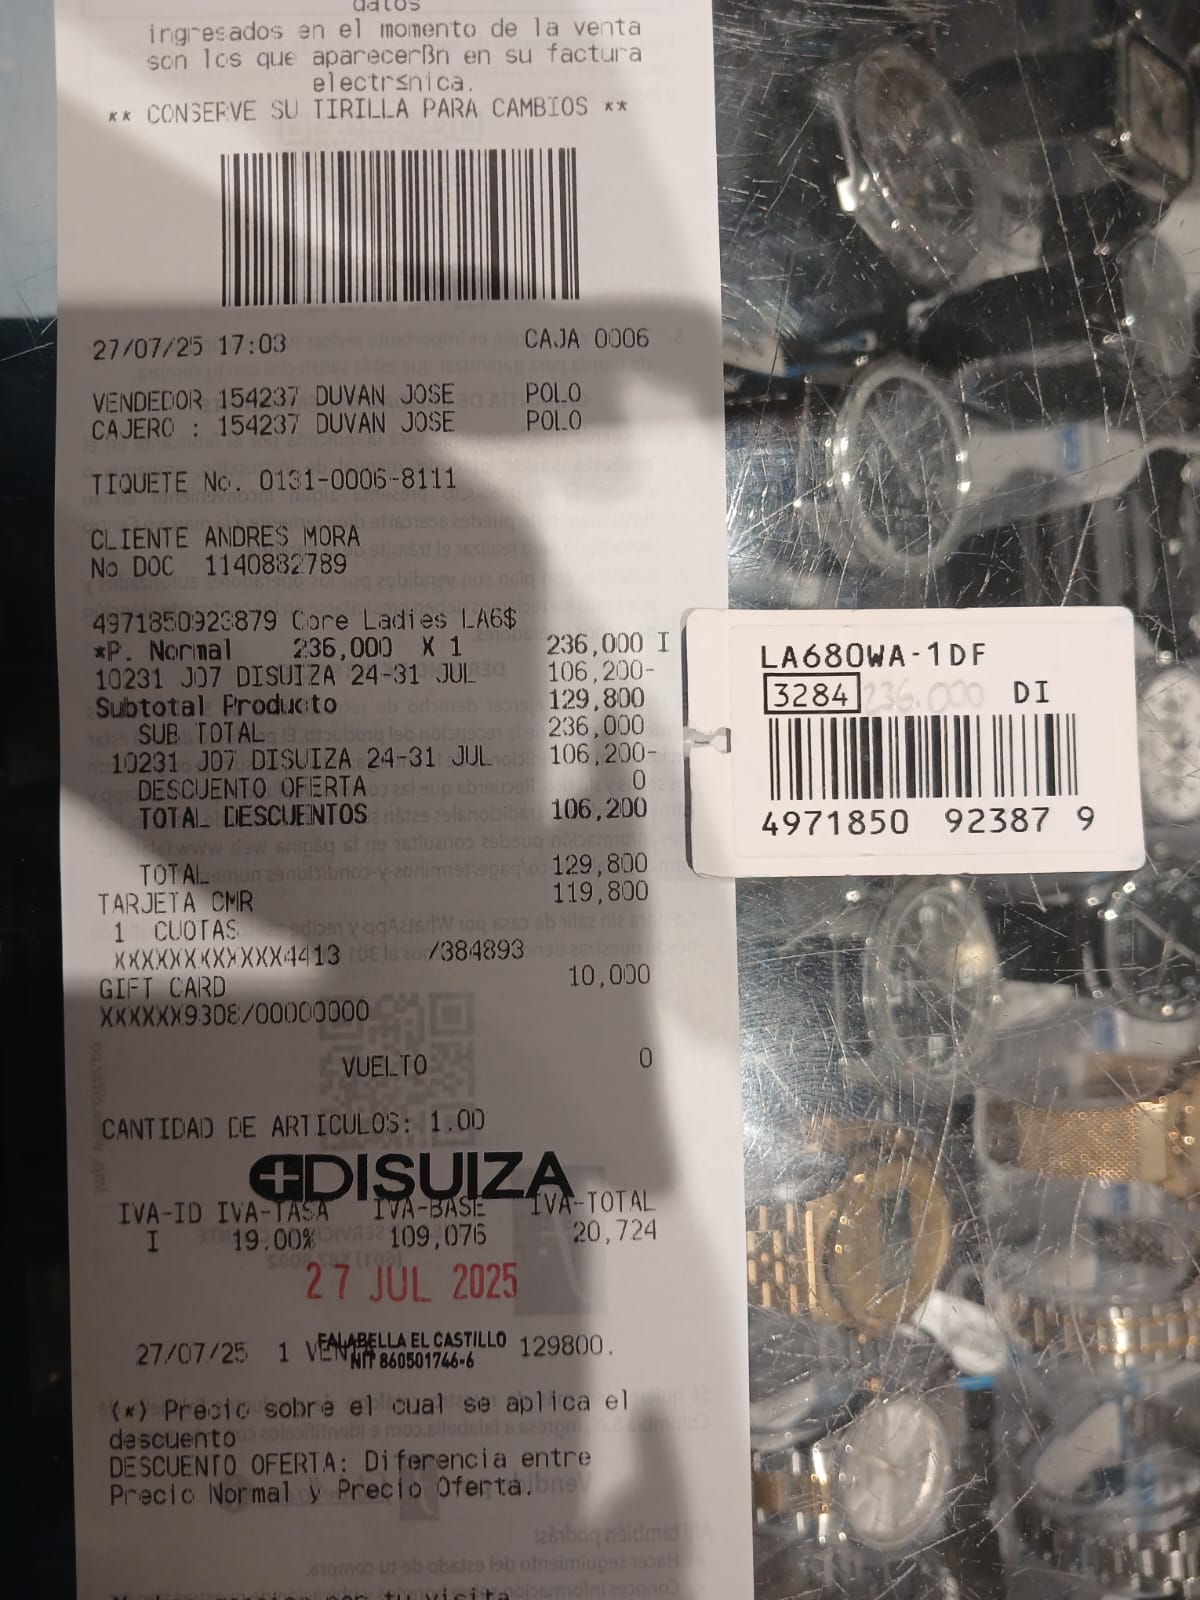 datos
ingresados en el momento de la venta
son los que aparecerßn en su factura
electr≤nica.
** CONSERVE SU TIRILLA PARA CAMBIOS **
27/07/25 17:03 CAJA 0006
VENDEDOR 154237 DUVAN JOSE POLO
CAJERO : 154237 DUVAN JOSE POLO
TIQUETE No. 0131-0006-8111
CLIENTE ANDRES MORA
No DOC 1140882789
4971850923879 Core Ladies LA6$
*P. Normal 236,000 X 1 236,000 I
10231 J07 DISUIZA 24-31 JUL 106,200-
Subtotal Producto 129,800
SUB TOTAL 236,000
10231 J07 DISUIZA 24-31 JUL 106,200-
DESCUENTO OFERTA 0
TOTAL DESCUENTOS 106,200
TOTAL 129,800
TARJETA CMR 119,800
1 CUOTAS
XXXXXXXXXXXX4413 /384893
GIFT CARD 10,000
XXXXXX9308/00000000
VUELTO 0
CANTIDAD DE ARTICULOS: 1.00
DISUIZA
IVA-ID IVA-TASA IVA-BASE IVA-TOTAL
I 19.00% 109,076 20,724
27 JUL 2025
FALABELLA EL CASTILLO
NIT 860501746-6
27/07/25 1 VENTA 129800.
(*) Precio sobre el cual se aplica el
descuento
DESCUENTO OFERTA: Diferencia entre
Precio Normal y Precio Oferta.
LA680WA-1DF
3284 236.000 DI
4971850 92387 9